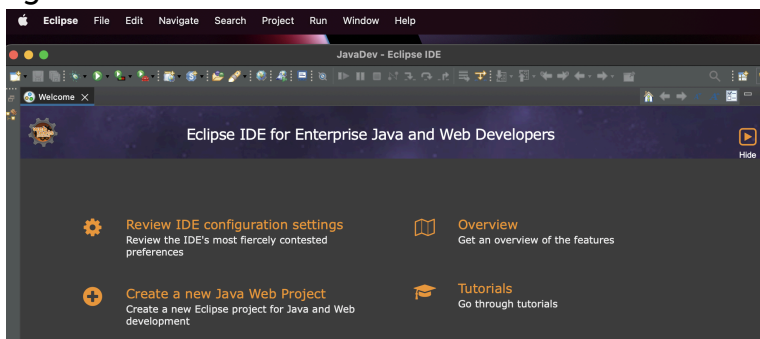 Eclipse File Edit Navigate Search Project Run Window Help
JavaDev - Eclipse IDE
Welcome
Eclipse IDE for Enterprise Java and Web Developers
Hide
Review IDE configuration settings
Review the IDE's most fiercely contested
preferences
Overview
Get an overview of the features
Create a new Java Web Project
Create a new Eclipse project for Java and Web
development
Tutorials
Go through tutorials